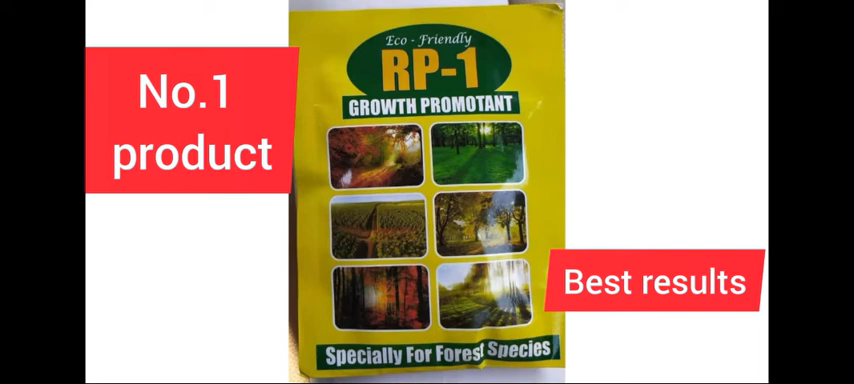 No.1
product
Eco - Friendly
RP-1
GROWTH PROMOTANT
Best results
Specially For Forest Species